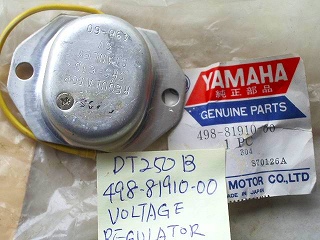 YAMAHA
純正部品
GENUINE PARTS
498-81910-00
1 PC
304
870126A
MOTOR CO.,LTD
DT250B
498-81910-00
VOLTAGE
REGULATOR